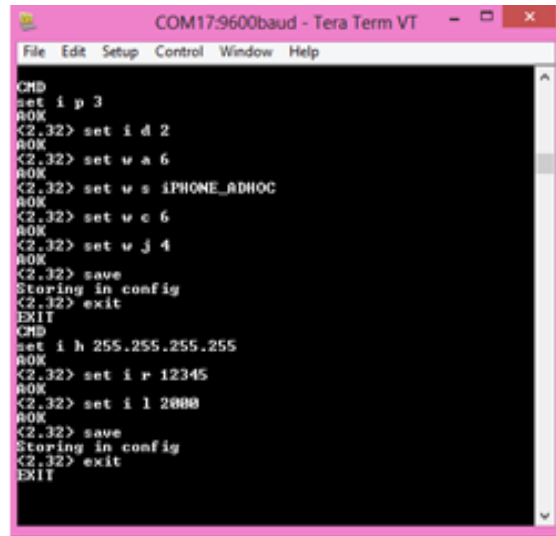 COM17:9600baud - Tera Term VT
File Edit Setup Control Window Help
CMD
set i p 3
AOK
<2.32> set i d 2
AOK
<2.32> set w a 6
AOK
<2.32> set w s iPHONE_ADHOC
AOK
<2.32> set w c 6
AOK
<2.32> set w j 4
AOK
<2.32> save
Storing in config
<2.32> exit
EXIT
CMD
set i h 255.255.255.255
AOK
<2.32> set i r 12345
AOK
<2.32> set i l 2000
AOK
<2.32> save
Storing in config
<2.32> exit
EXIT